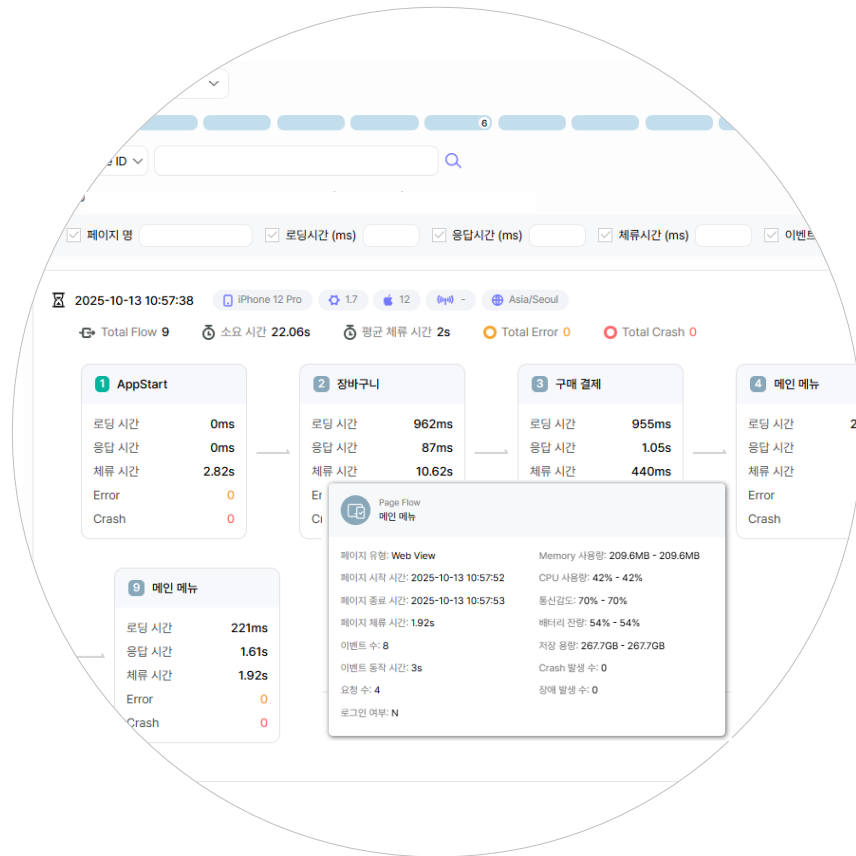 6
ID
페이지 명 로딩시간 (ms) 응답시간 (ms) 체류시간 (ms) 이벤트
2025-10-13 10:57:38 iPhone 12 Pro 1.7 12 - Asia/Seoul
Total Flow 9 소요 시간 22.06s 평균 체류 시간 2s Total Error 0 Total Crash 0
1 AppStart
로딩 시간 0ms
응답 시간 0ms
체류 시간 2.82s
Error 0
Crash 0
2 장바구니
로딩 시간 962ms
응답 시간 87ms
체류 시간 10.62s
Er
Cr
3 구매 결제
로딩 시간 955ms
응답 시간 1.05s
체류 시간 440ms
4 메인 메뉴
로딩 시간 2
응답 시간
체류 시간
Error
Crash
Page Flow
메인 메뉴
페이지 유형: Web View
페이지 시작 시간: 2025-10-13 10:57:52
페이지 종료 시간: 2025-10-13 10:57:53
페이지 체류 시간: 1.92s
이벤트 수: 8
이벤트 동작 시간: 3s
요청 수: 4
로그인 여부: N
Memory 사용량: 209.6MB - 209.6MB
CPU 사용량: 42% - 42%
통신감도: 70% - 70%
배터리 잔량: 54% - 54%
저장 용량: 267.7GB - 267.7GB
Crash 발생 수: 0
장애 발생 수: 0
9 메인 메뉴
로딩 시간 221ms
응답 시간 1.61s
체류 시간 1.92s
Error 0
Crash 0